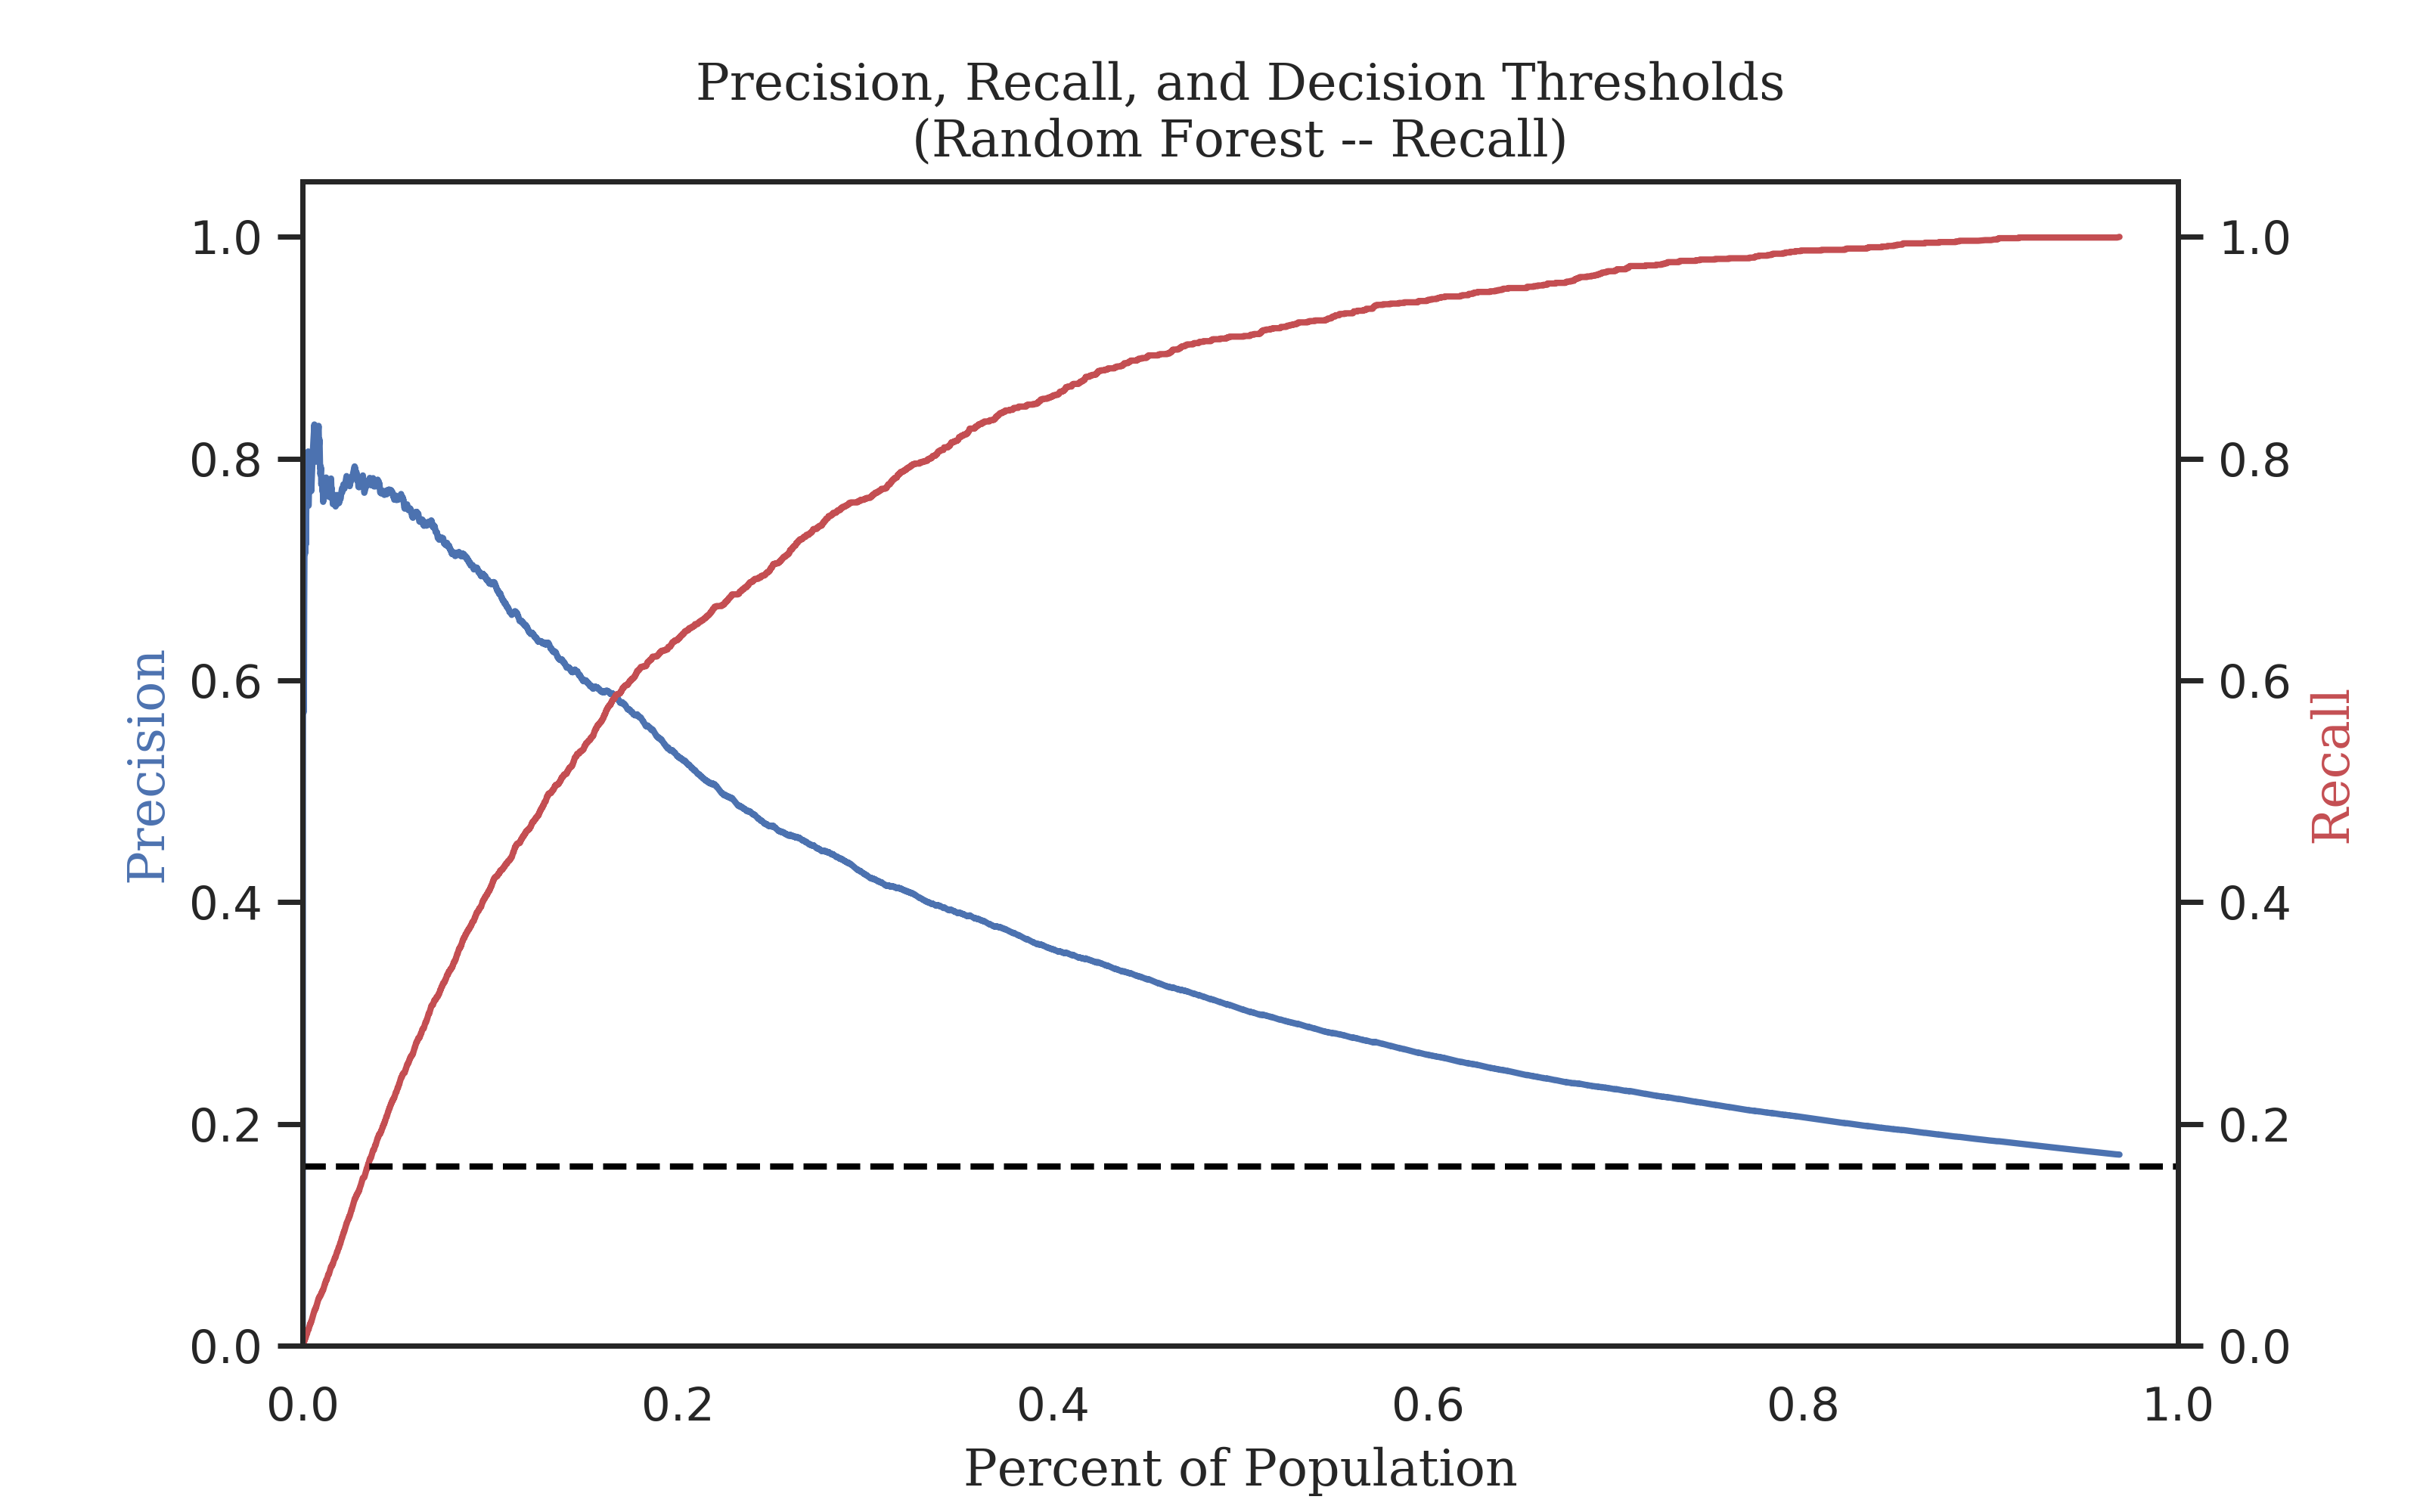 Precision, Recall, and Decision Thresholds
(Random Forest -- Recall)
1.0
0.8
0.6
0.4
0.2
0.0
Precision
1.0
0.8
0.6
0.4
0.2
0.0
Recall
0.0 0.2 0.4 0.6 0.8 1.0
Percent of Population